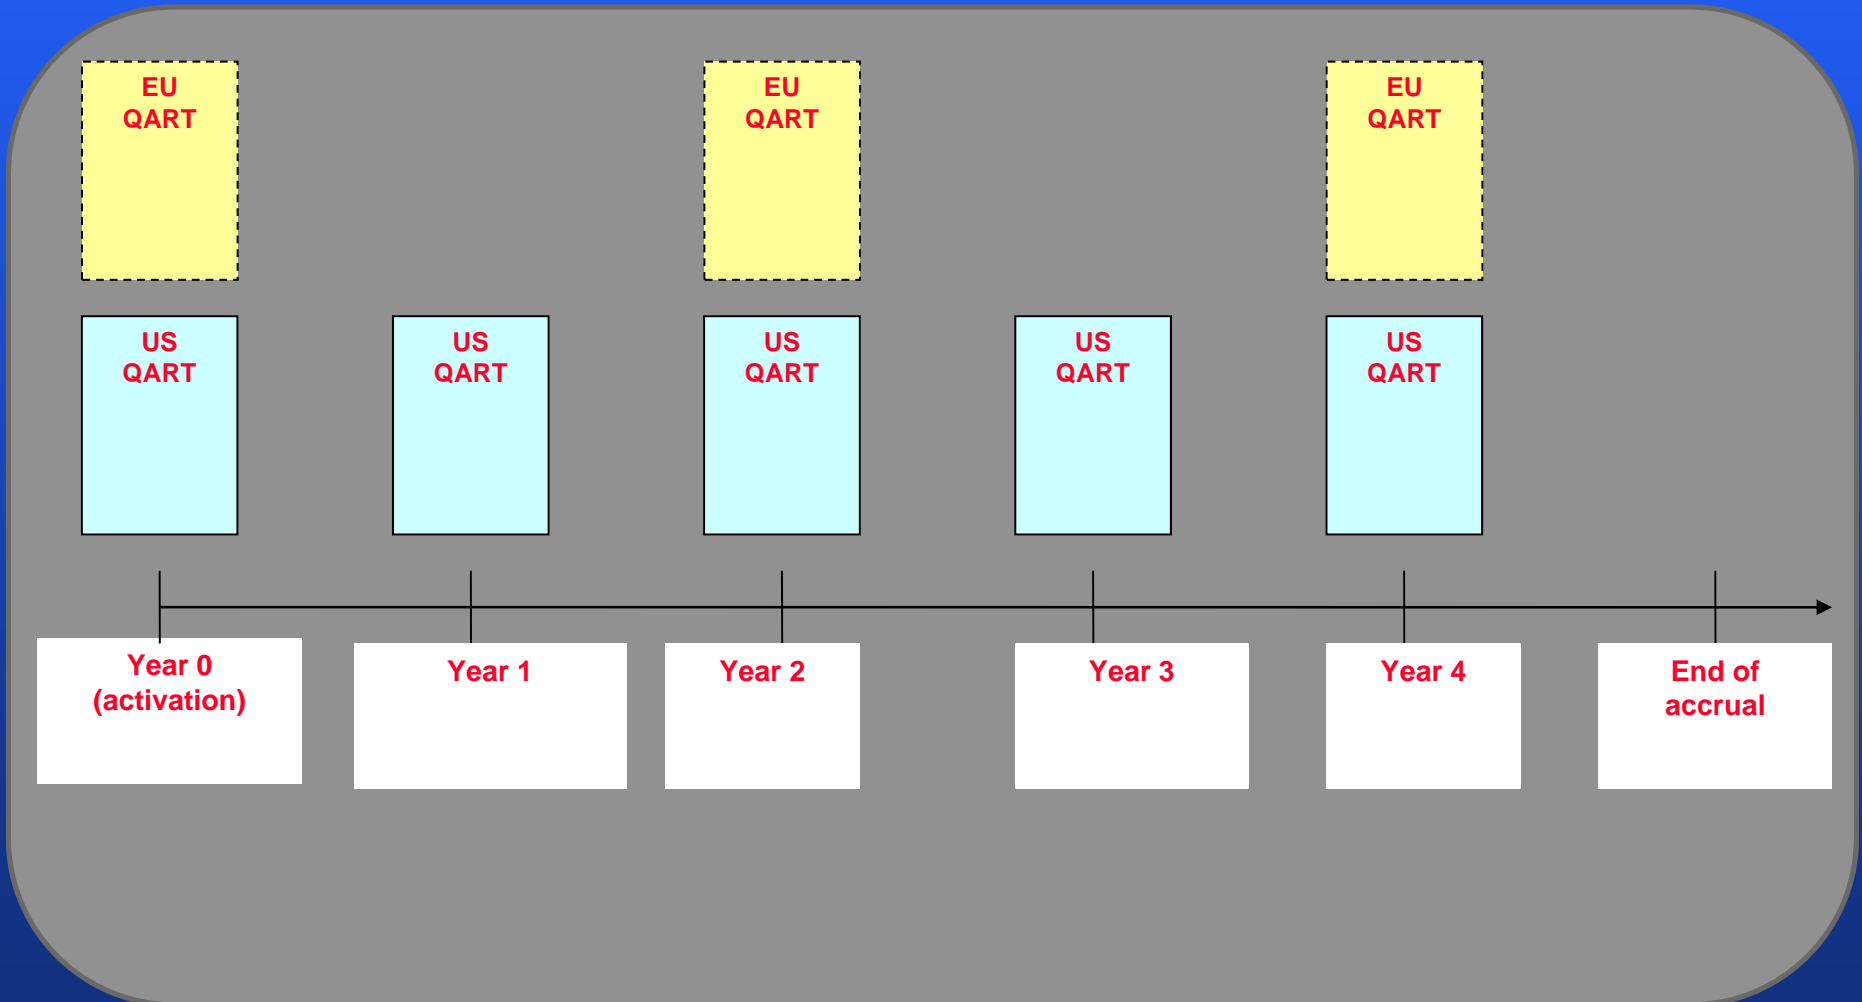 EU
QART
EU
QART
EU
QART
US
QART
US
QART
US
QART
US
QART
US
QART
Year 0
(activation)
Year 1
Year 2
Year 3
Year 4
End of
accrual